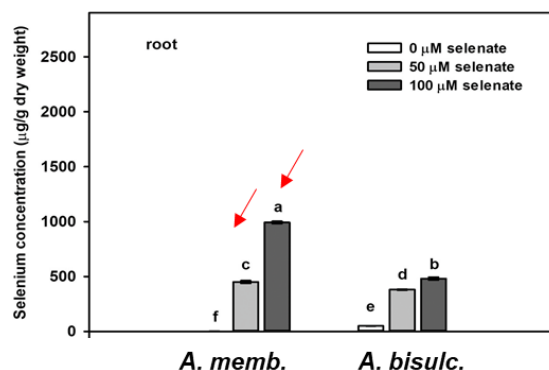 root
0 μM selenate
50 μM selenate
100 μM selenate
Selenium concentration (μg/g dry weight)
2500
2000
1500
1000
500
0
a
c
f
b
d
e
A. memb.
A. bisulc.